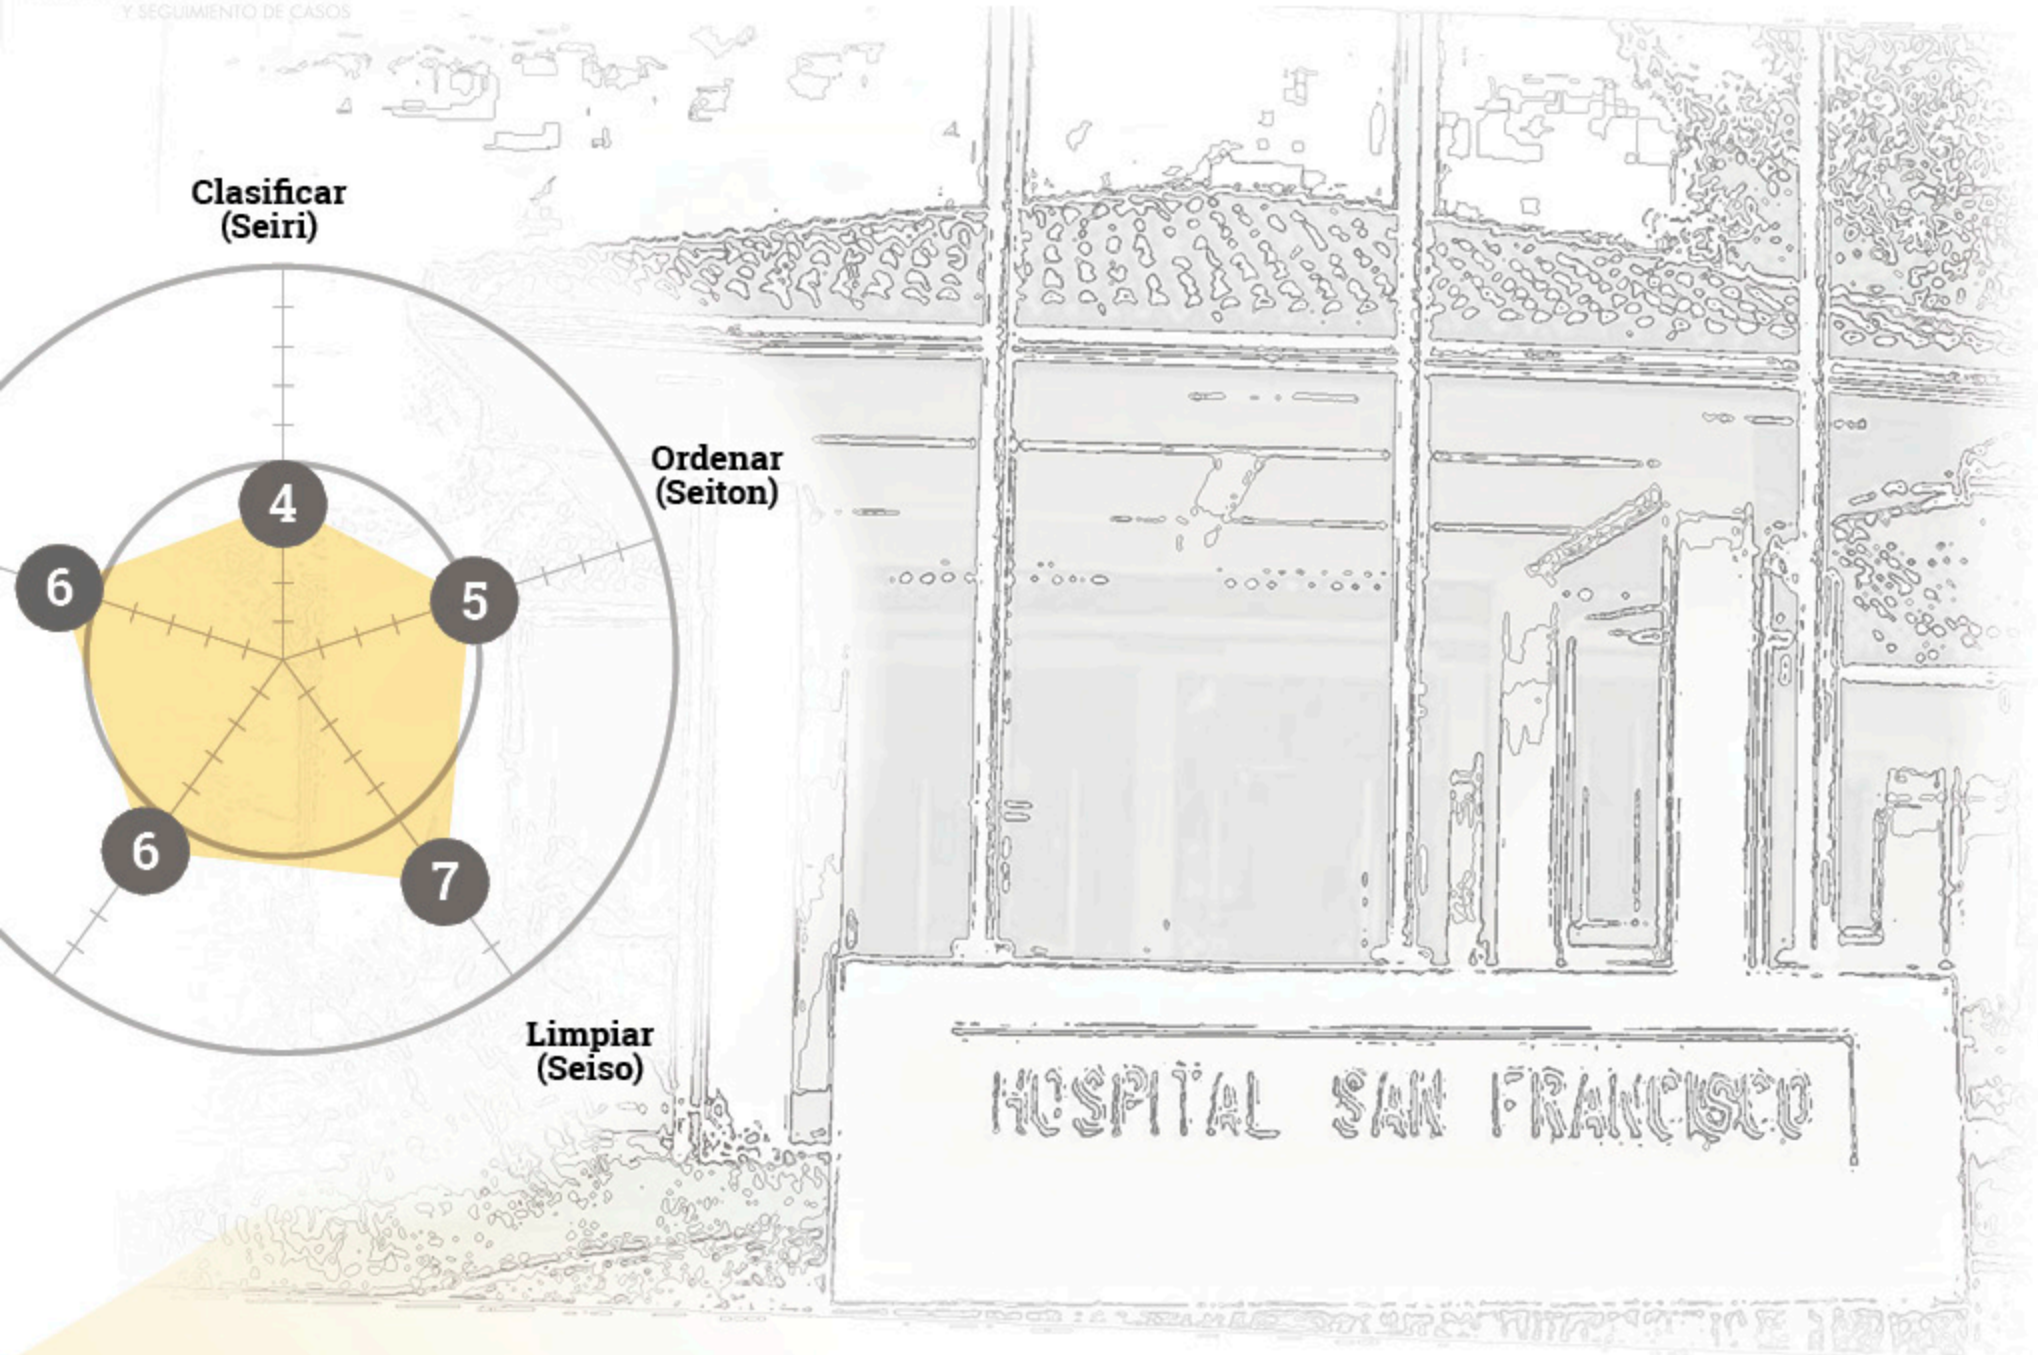 Y SEGUIMIENTO DE CASOS
Clasificar
(Seiri)
Ordenar
(Seiton)
4
5
6
6
7
Limpiar
(Seiso)
HOSPITAL SAN FRANCISCO